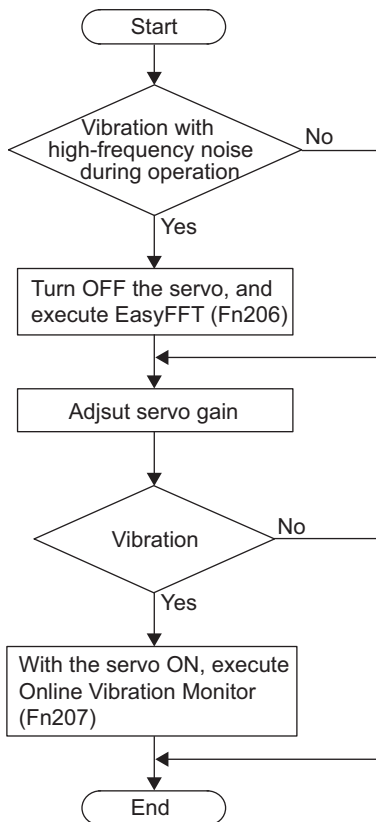 Start
Vibration with
high-frequency noise
during operation
No
Yes
Turn OFF the servo, and
execute EasyFFT (Fn206)
Adjsut servo gain
Vibration
No
Yes
With the servo ON, execute
Online Vibration Monitor
(Fn207)
End